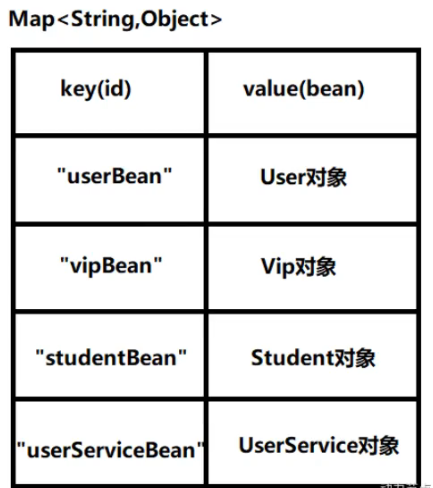 Map<String,Object>
key(id) value(bean)
"userBean" User对象
"vipBean" Vip对象
"studentBean" Student对象
"userServiceBean" UserService对象